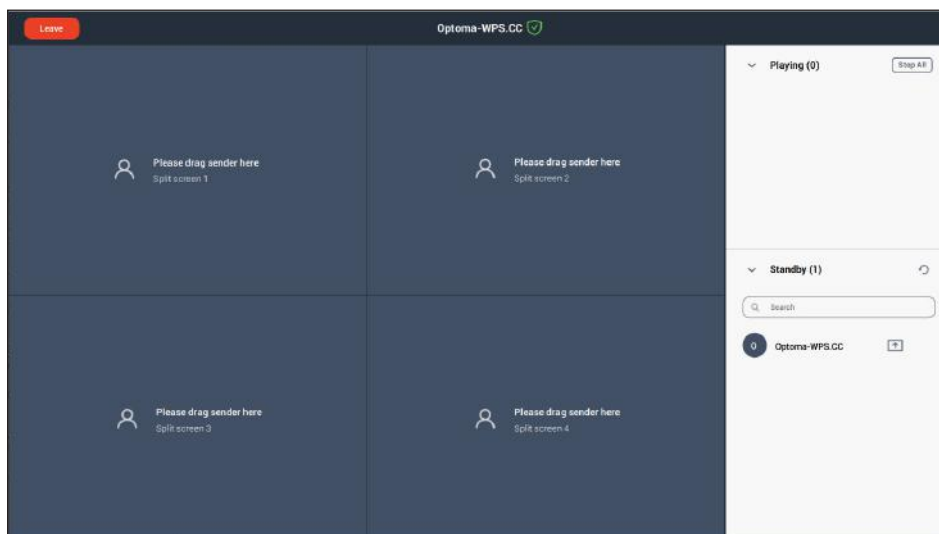 Leave
Optoma-WPS.CC
Please drag sender here
Split screen 1
Please drag sender here
Split screen 2
Please drag sender here
Split screen 3
Please drag sender here
Split screen 4
Playing (0)
Stop All
Standby (1)
Search
O
Optoma-WPS.CC